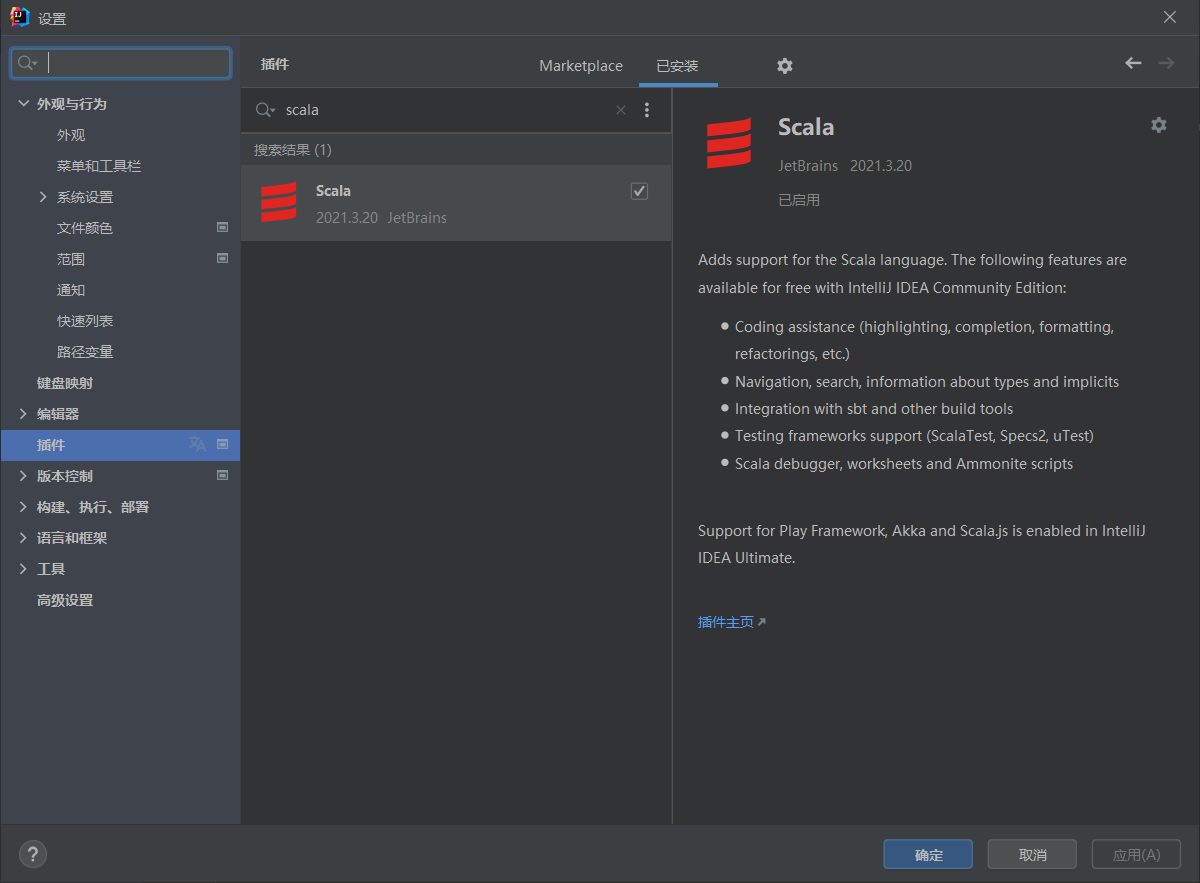 设置
外观与行为
外观
菜单和工具栏
系统设置
文件颜色
范围
通知
快速列表
路径变量
键盘映射
编辑器
插件
版本控制
构建、执行、部署
语言和框架
工具
高级设置
插件
Marketplace
已安装
scala
搜索结果 (1)
Scala
2021.3.20 JetBrains
Scala
JetBrains 2021.3.20
已启用
Adds support for the Scala language. The following features are
available for free with IntelliJ IDEA Community Edition:
Coding assistance (highlighting, completion, formatting,
refactorings, etc.)
Navigation, search, information about types and implicits
Integration with sbt and other build tools
Testing frameworks support (ScalaTest, Specs2, uTest)
Scala debugger, worksheets and Ammonite scripts
Support for Play Framework, Akka and Scala.js is enabled in IntelliJ
IDEA Ultimate.
插件主页
?
确定
取消
应用(A)